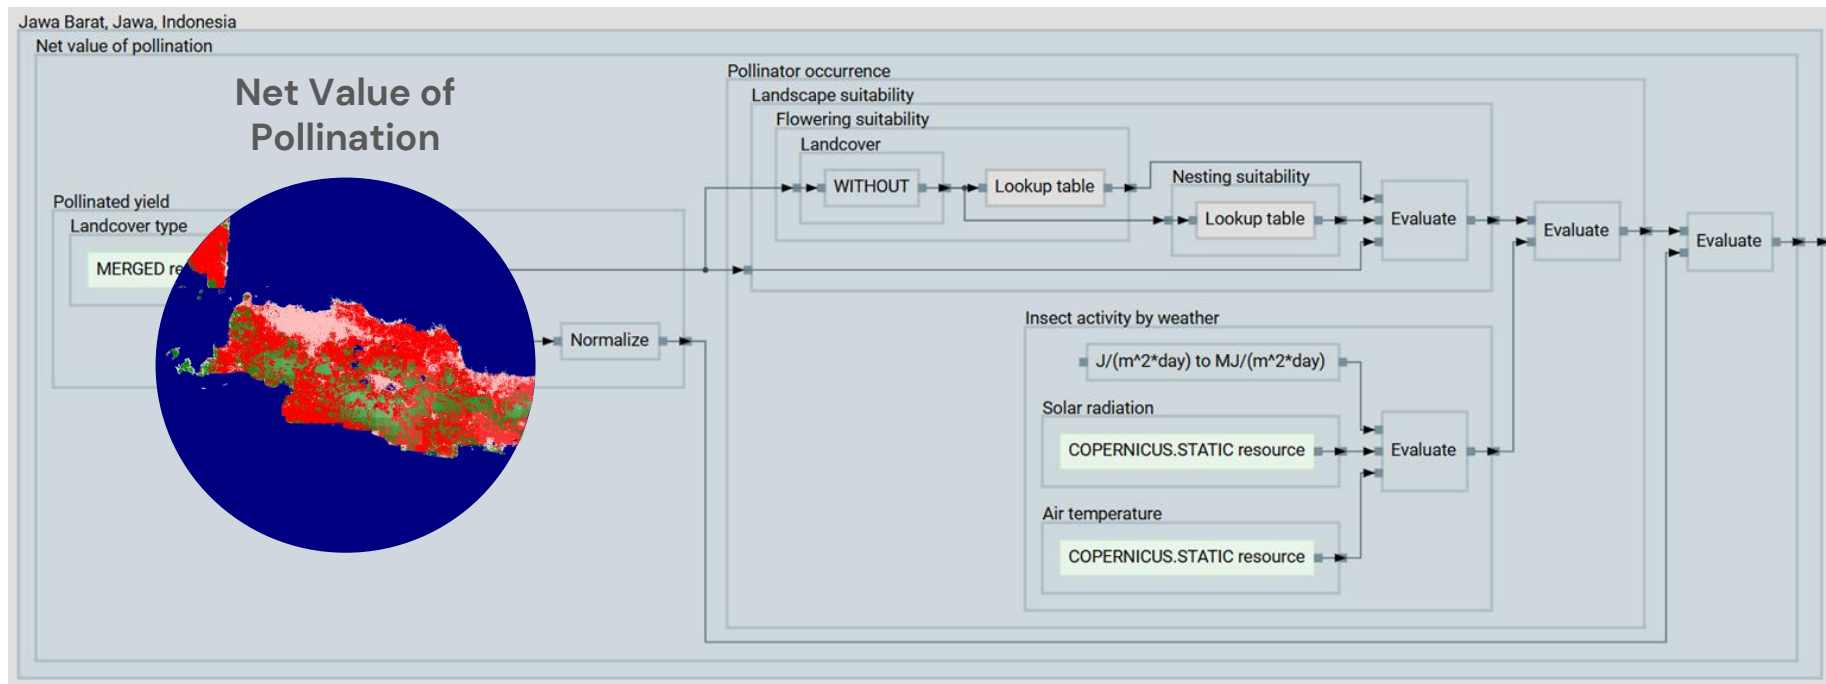 Jawa Barat, Jawa, Indonesia
Net value of pollination
Net Value of
Pollination
Pollinated yield
Landcover type
MERGED
Normalize
Pollinator occurrence
Landscape suitability
Flowering suitability
Landcover
WITHOUT
Lookup table
Nesting suitability
Lookup table
Evaluate
Evaluate
Evaluate
Insect activity by weather
J/(m^2*day) to MJ/(m^2*day)
Solar radiation
COPERNICUS.STATIC resource
Evaluate
Air temperature
COPERNICUS.STATIC resource